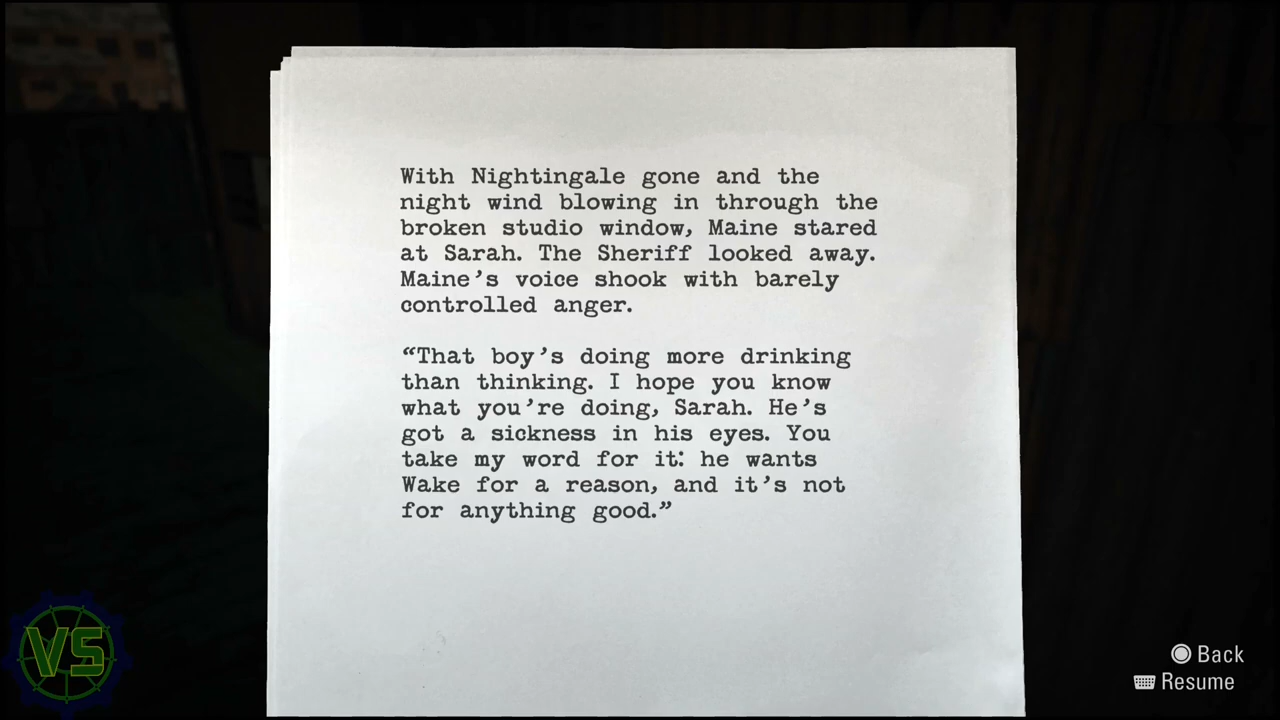 With Nightingale gone and the
night wind blowing in through the
broken studio window, Maine stared
at Sarah. The Sheriff looked away.
Maine’s voice shook with barely
controlled anger.
“That boy’s doing more drinking
than thinking. I hope you know
what you’re doing, Sarah. He’s
got a sickness in his eyes. You
take my word for it: he wants
Wake for a reason, and it’s not
for anything good.”
VS
Back
Resume